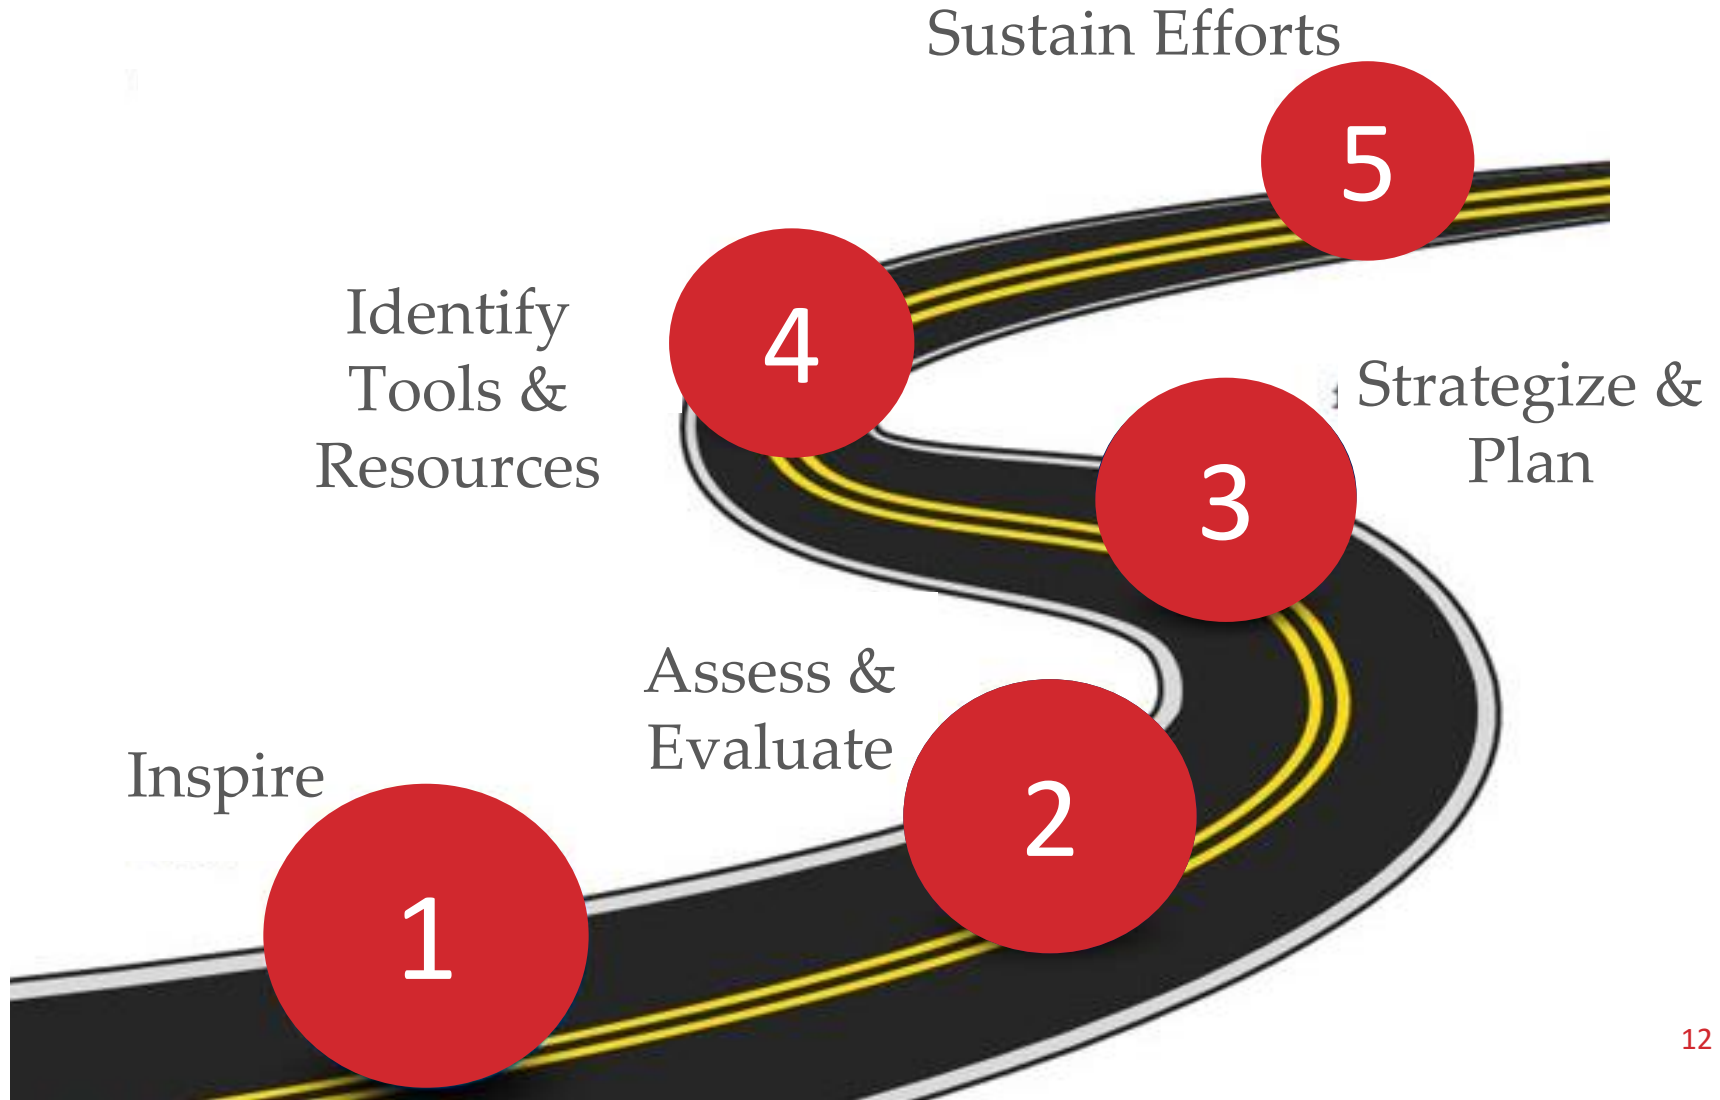 Sustain Efforts
5
Identify
Tools &
Resources
4
Strategize &
Plan
3
Assess &
Evaluate
2
Inspire
1
12